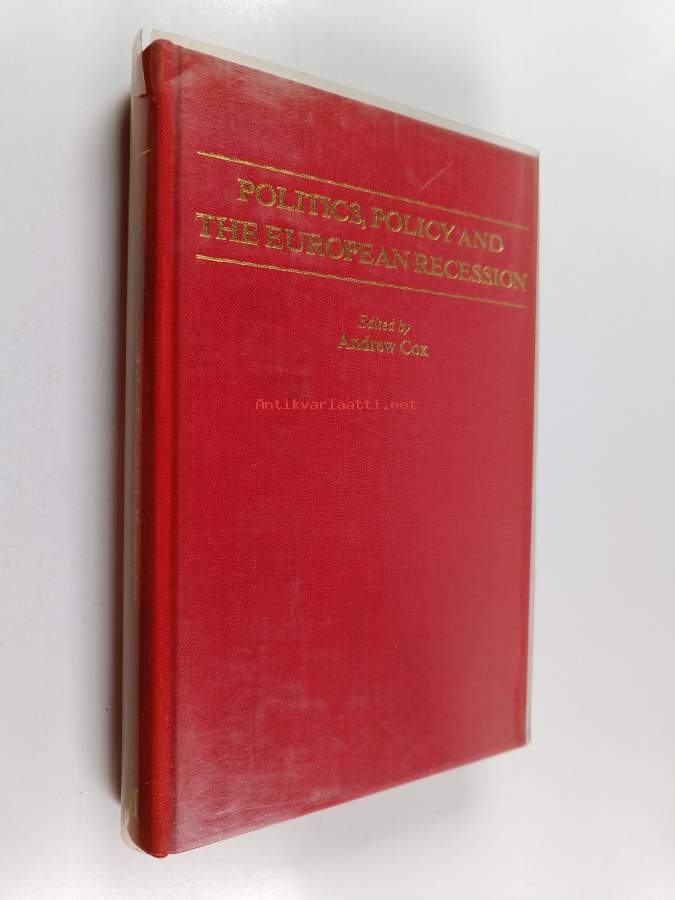 POLITICS, POLICY AND
THE EUROPEAN RECESSION
Edited by
Andrew Cox
Antikvariaatti.net